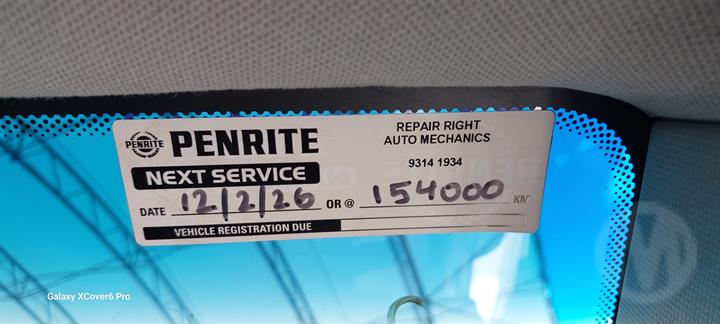 PENRITE
PENRITE
REPAIR RIGHT
AUTO MECHANICS
9314 1934
NEXT SERVICE
DATE 12/2/26 OR @ 154000 KM
VEHICLE REGISTRATION DUE
Galaxy XCover6 Pro